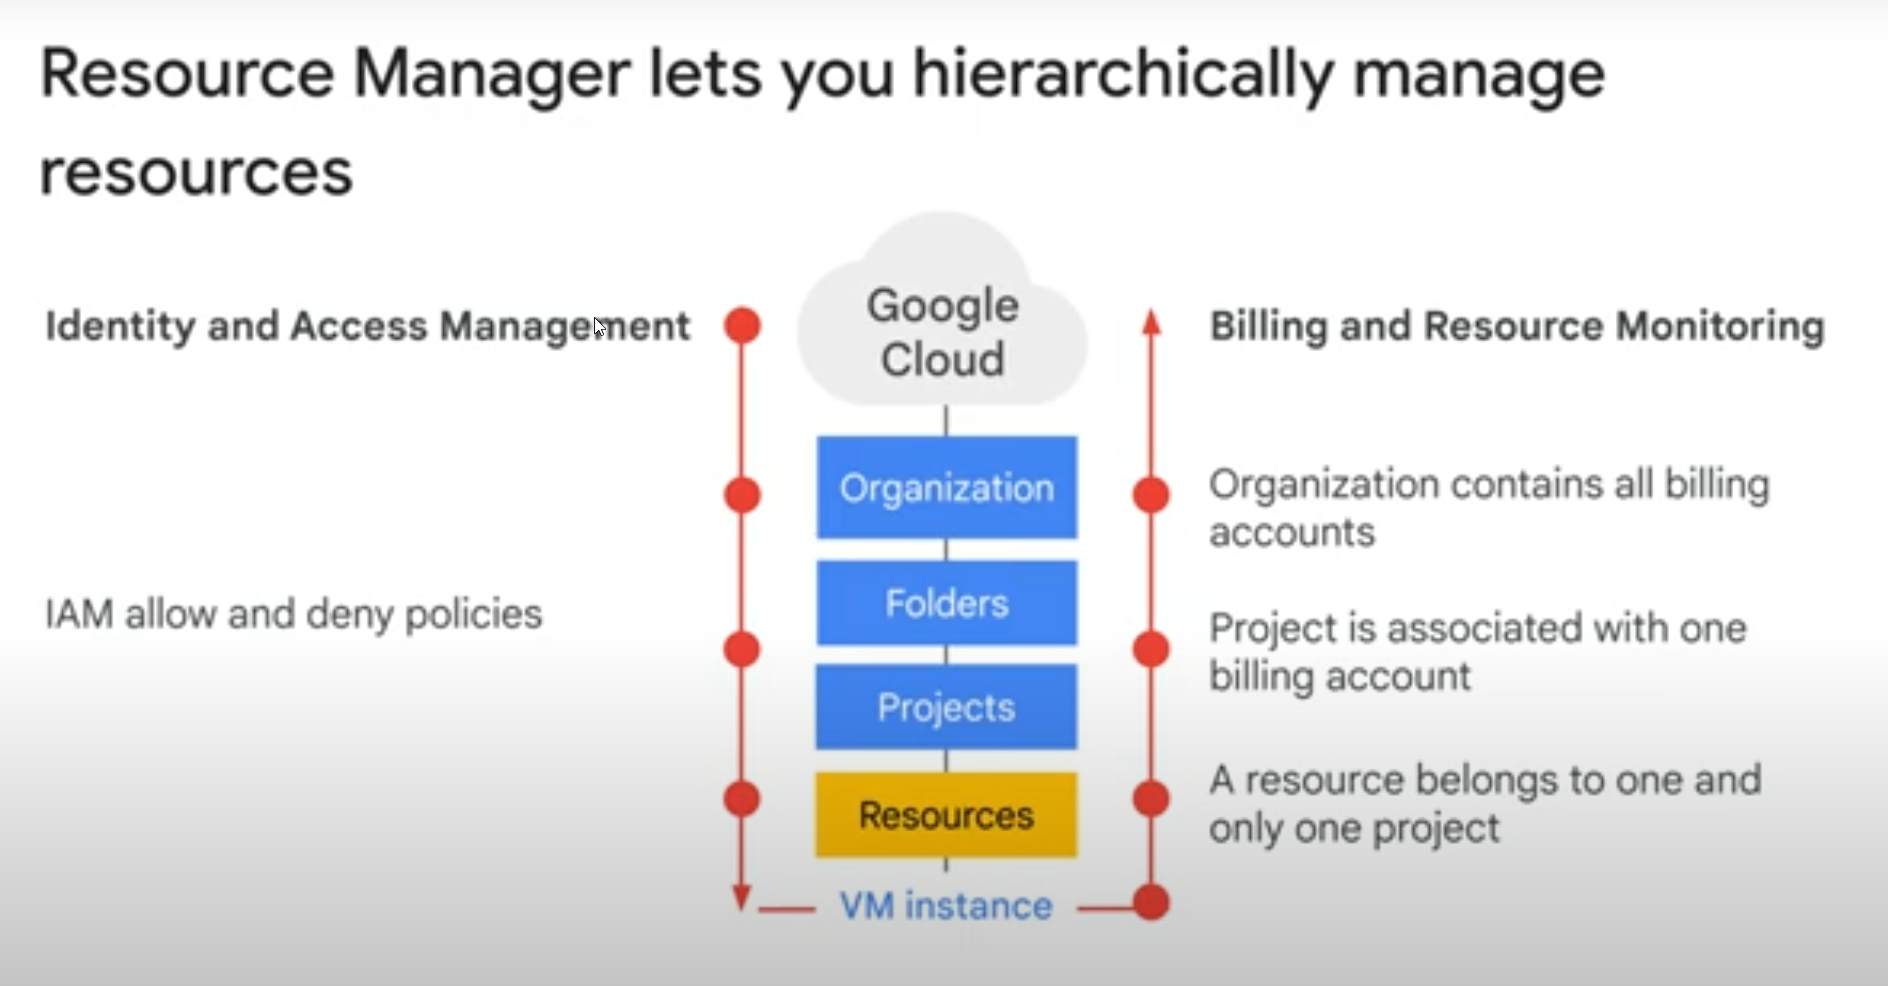 Resource Manager lets you hierarchically manage
resources
Identity and Access Management
IAM allow and deny policies
Google
Cloud
Organization
Folders
Projects
Resources
VM instance
Billing and Resource Monitoring
Organization contains all billing
accounts
Project is associated with one
billing account
A resource belongs to one and
only one project